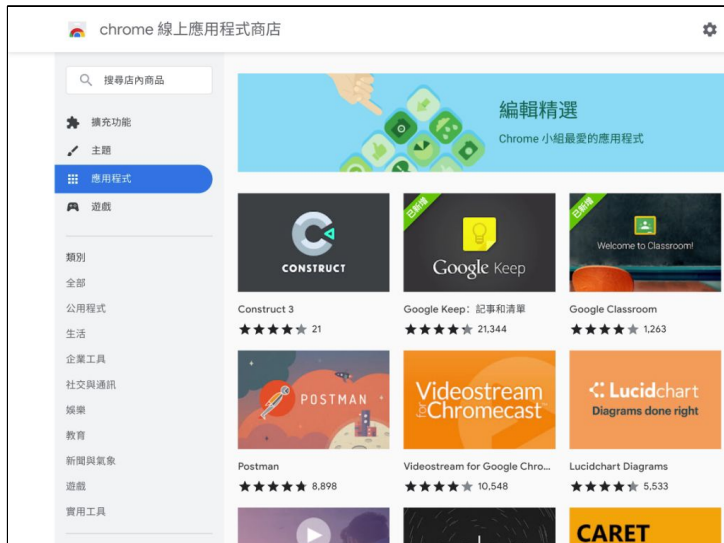 chrome 線上應用程式商店
搜尋店內商品
擴充功能
主題
應用程式
遊戲
類別
全部
公用程式
生活
企業工具
社交與通訊
娛樂
教育
新聞與氣象
遊戲
實用工具
編輯精選
Chrome 小組最愛的應用程式
CONSTRUCT
Construct 3
21
已新增
Google Keep
Google Keep：記事和清單
21,344
已新增
Welcome to Classroom!
Google Classroom
1,263
POSTMAN
Postman
8,898
Videostream
for Chromecast™
Videostream for Google Chro...
10,548
Lucidchart
Diagrams done right
Lucidchart Diagrams
5,533
CARET